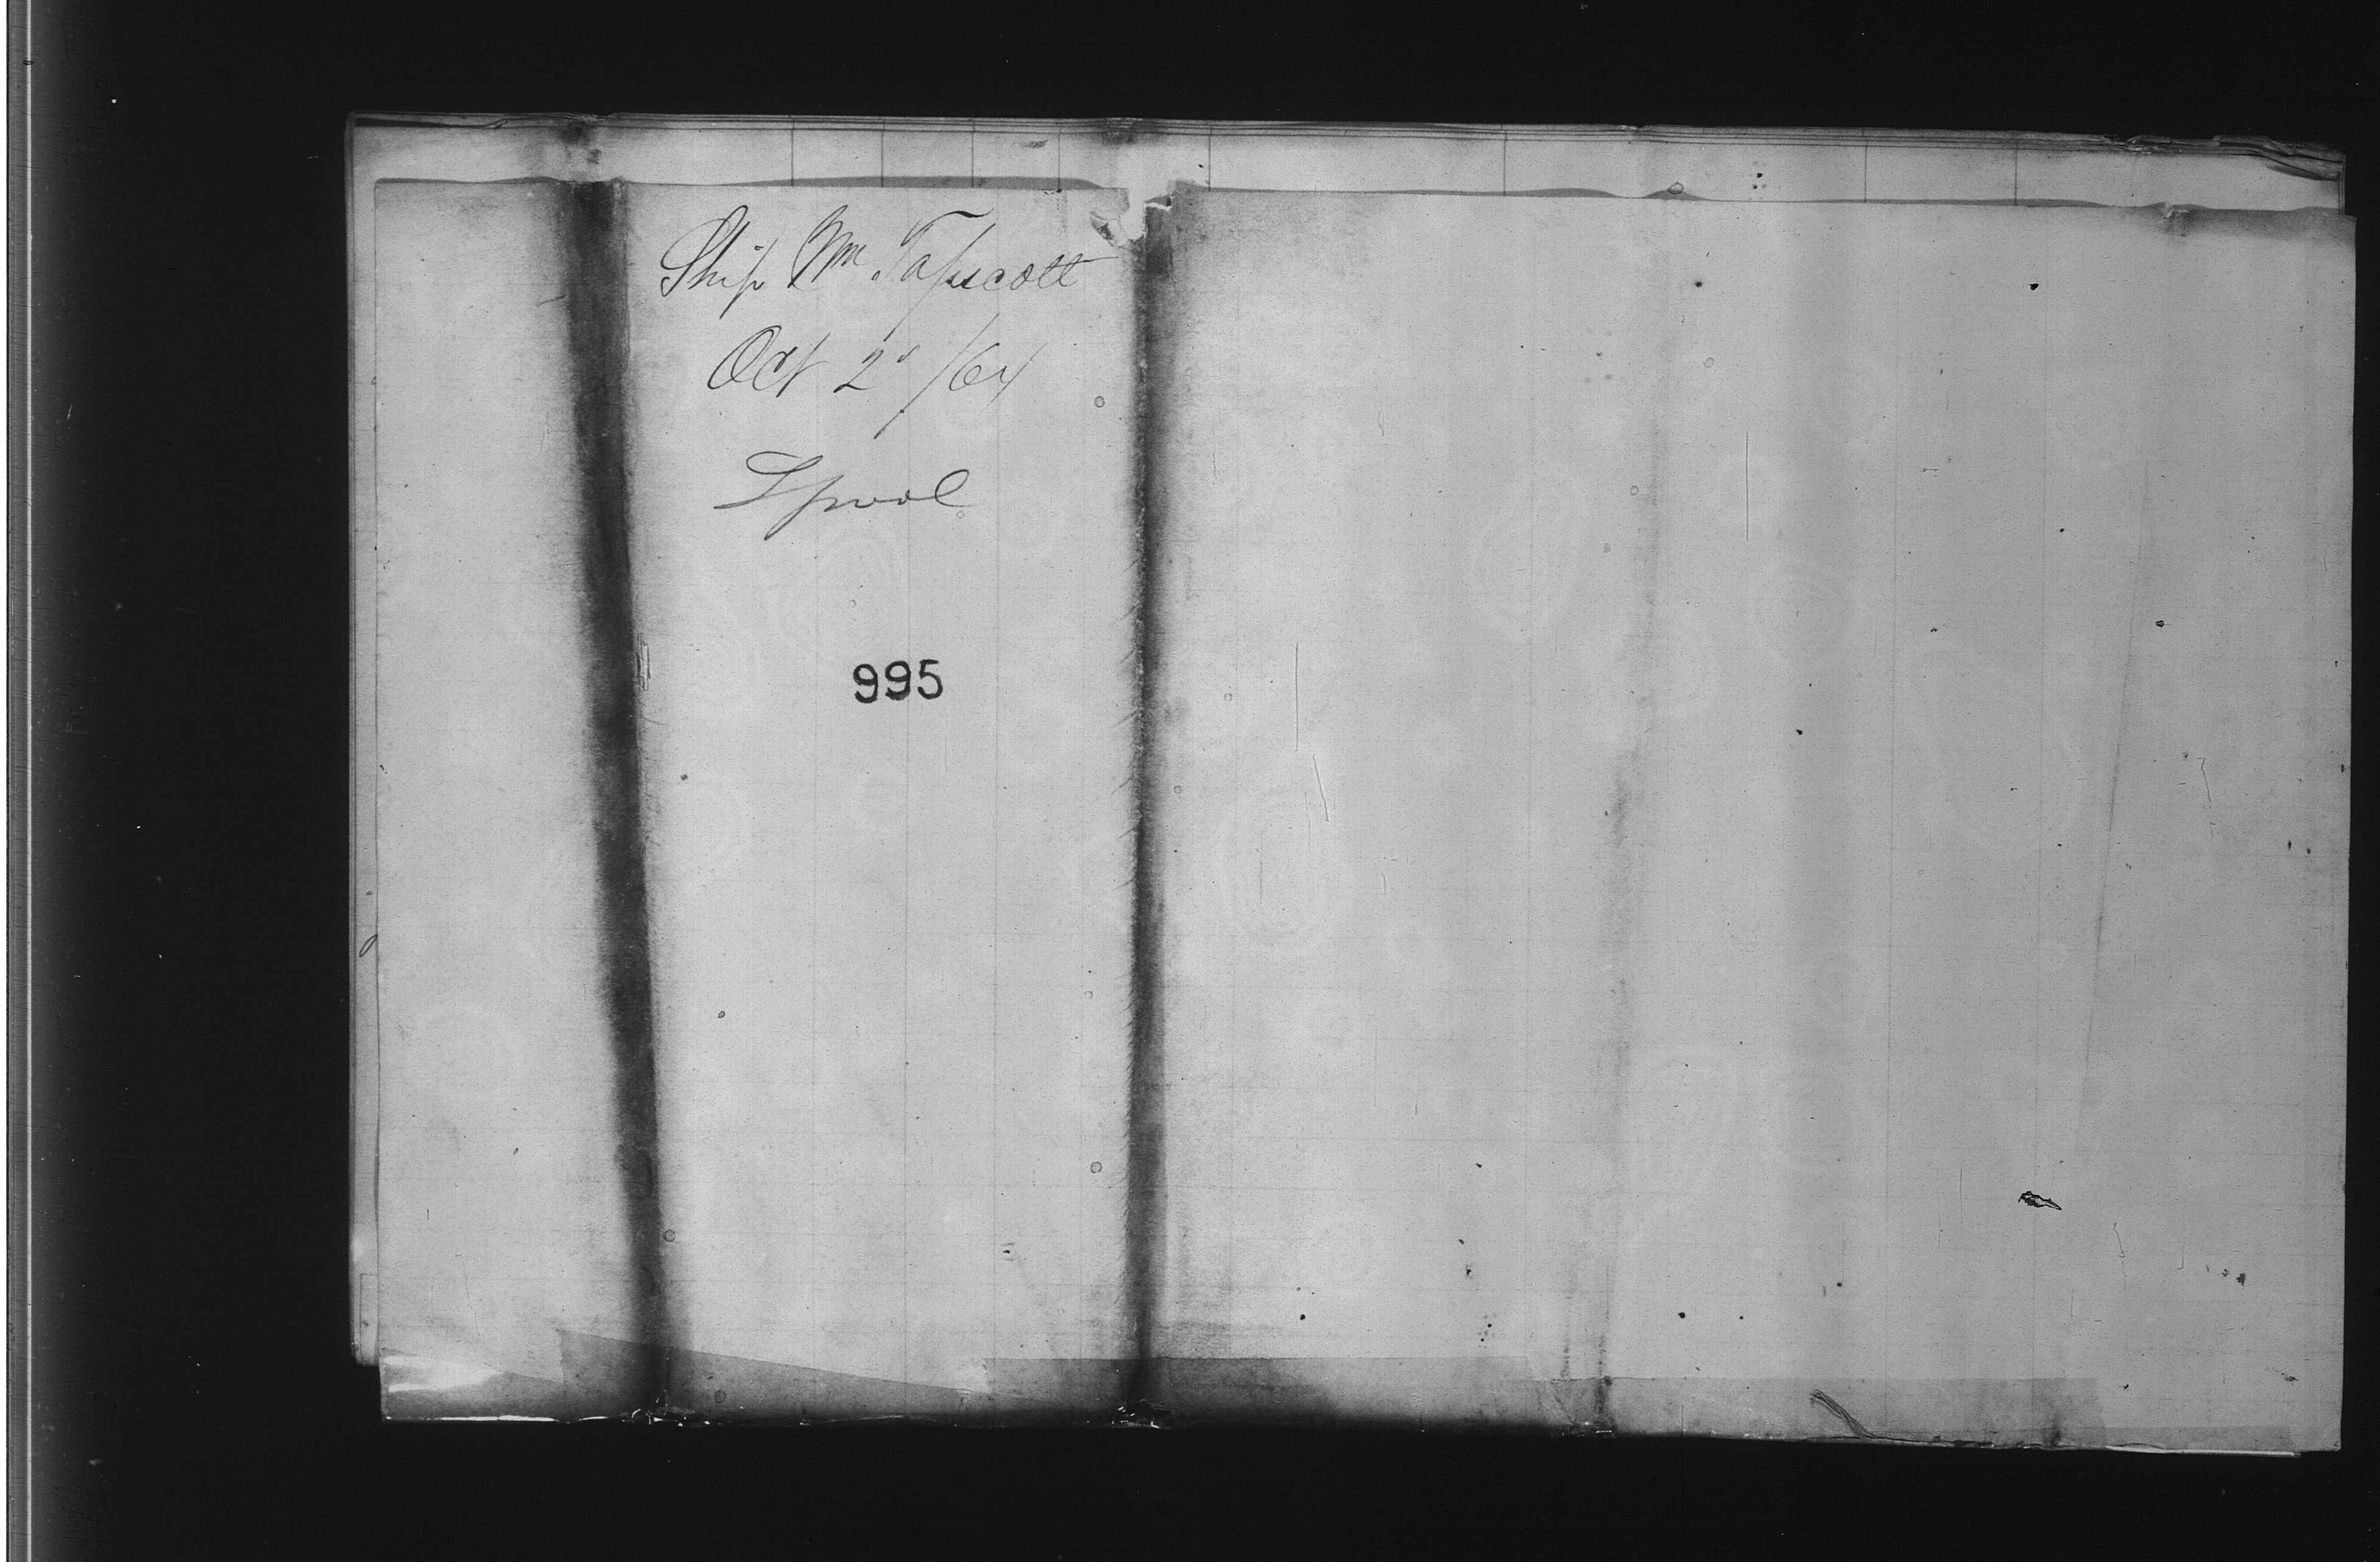 Ship Wm Tapscott
Oct 2d /64
Lpool
995